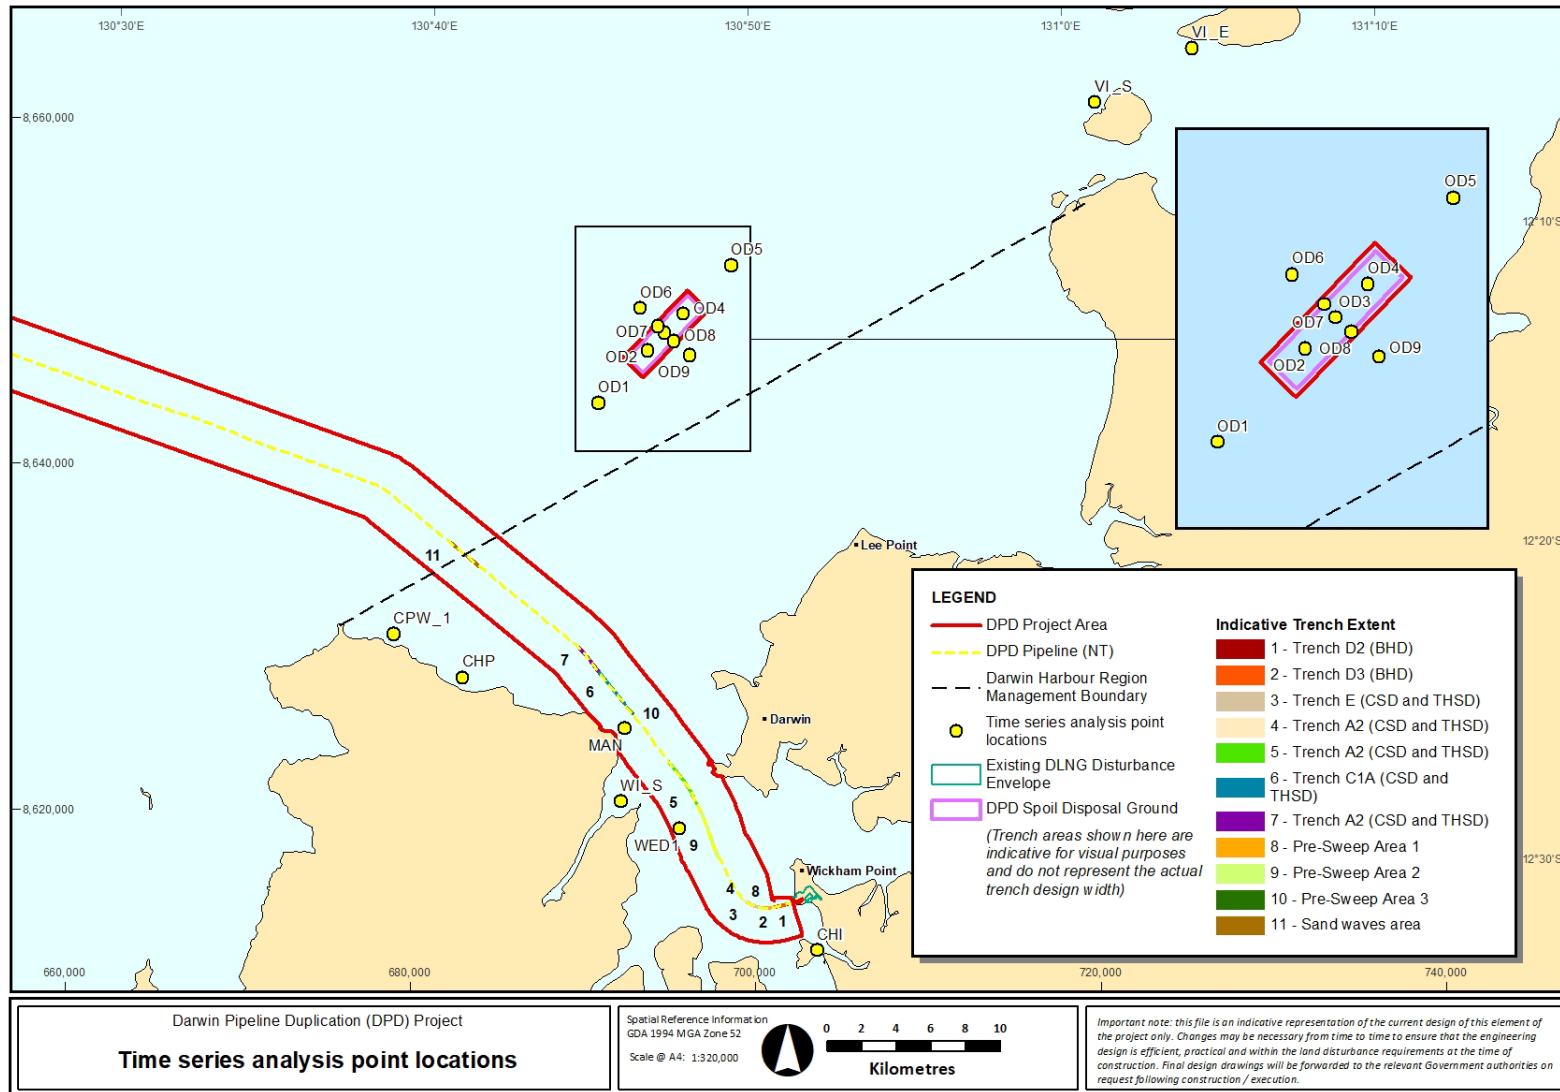 130°30'E
130°40'E
130°50'E
131°0'E
131°10'E
VI_E
VI_S
8,660,000
OD5
OD6
OD4
OD7
OD8
OD2
OD9
OD1
OD5
OD6
OD4
OD3
OD7
OD8
OD9
OD2
OD1
12°10'S
8,640,000
11
Lee Point
12°20'S
CPW_1
CHP
7
6
10
MAN
Darwin
WI_S
8,620,000
5
WED1
9
Wickham Point
12°30'S
4
8
3
2
1
CHI
660,000
680,000
700,000
720,000
740,000
LEGEND
DPD Project Area
DPD Pipeline (NT)
Darwin Harbour Region
Management Boundary
Time series analysis point
locations
Existing DLNG Disturbance
Envelope
DPD Spoil Disposal Ground
(Trench areas shown here are
indicative for visual purposes
and do not represent the actual
trench design width)
Indicative Trench Extent
1 - Trench D2 (BHD)
2 - Trench D3 (BHD)
3 - Trench E (CSD and THSD)
4 - Trench A2 (CSD and THSD)
5 - Trench A2 (CSD and THSD)
6 - Trench C1A (CSD and
THSD)
7 - Trench A2 (CSD and THSD)
8 - Pre-Sweep Area 1
9 - Pre-Sweep Area 2
10 - Pre-Sweep Area 3
11 - Sand waves area
Darwin Pipeline Duplication (DPD) Project
Time series analysis point locations
Spatial Reference Information
GDA 1994 MGA Zone 52
Scale @ A4: 1:320,000
0 2 4 6 8 10
Kilometres
Important note: this file is an indicative representation of the current design of this element of
the project only. Changes may be necessary from time to time to ensure that the engineering
design is efficient, practical and within the land disturbance requirements at the time of
construction. Final design drawings will be forwarded to the relevant Government authorities on
request following construction / execution.